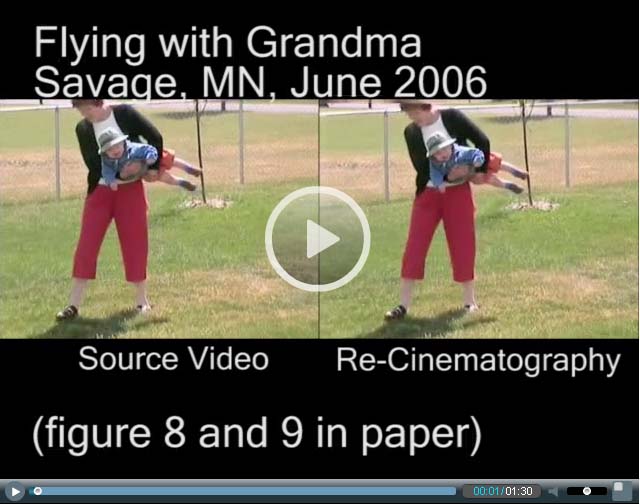 Flying with Grandma
Savage, MN, June 2006
Source Video
Re-Cinematography
(figure 8 and 9 in paper)
00:01/01:30